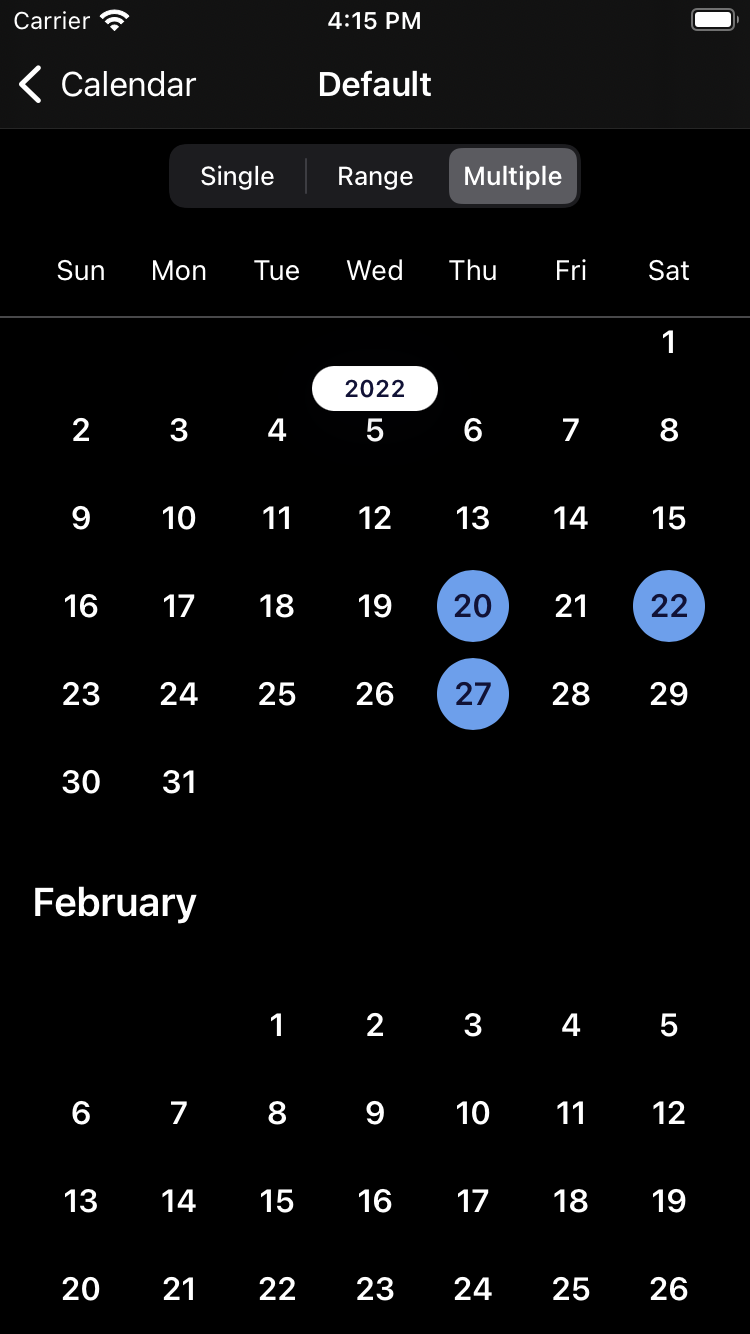 Carrier 4:15 PM
Calendar Default
Single Range Multiple
Sun Mon Tue Wed Thu Fri Sat
1
2022
2 3 4 5 6 7 8
9 10 11 12 13 14 15
16 17 18 19 20 21 22
23 24 25 26 27 28 29
30 31
February
1 2 3 4 5
6 7 8 9 10 11 12
13 14 15 16 17 18 19
20 21 22 23 24 25 26